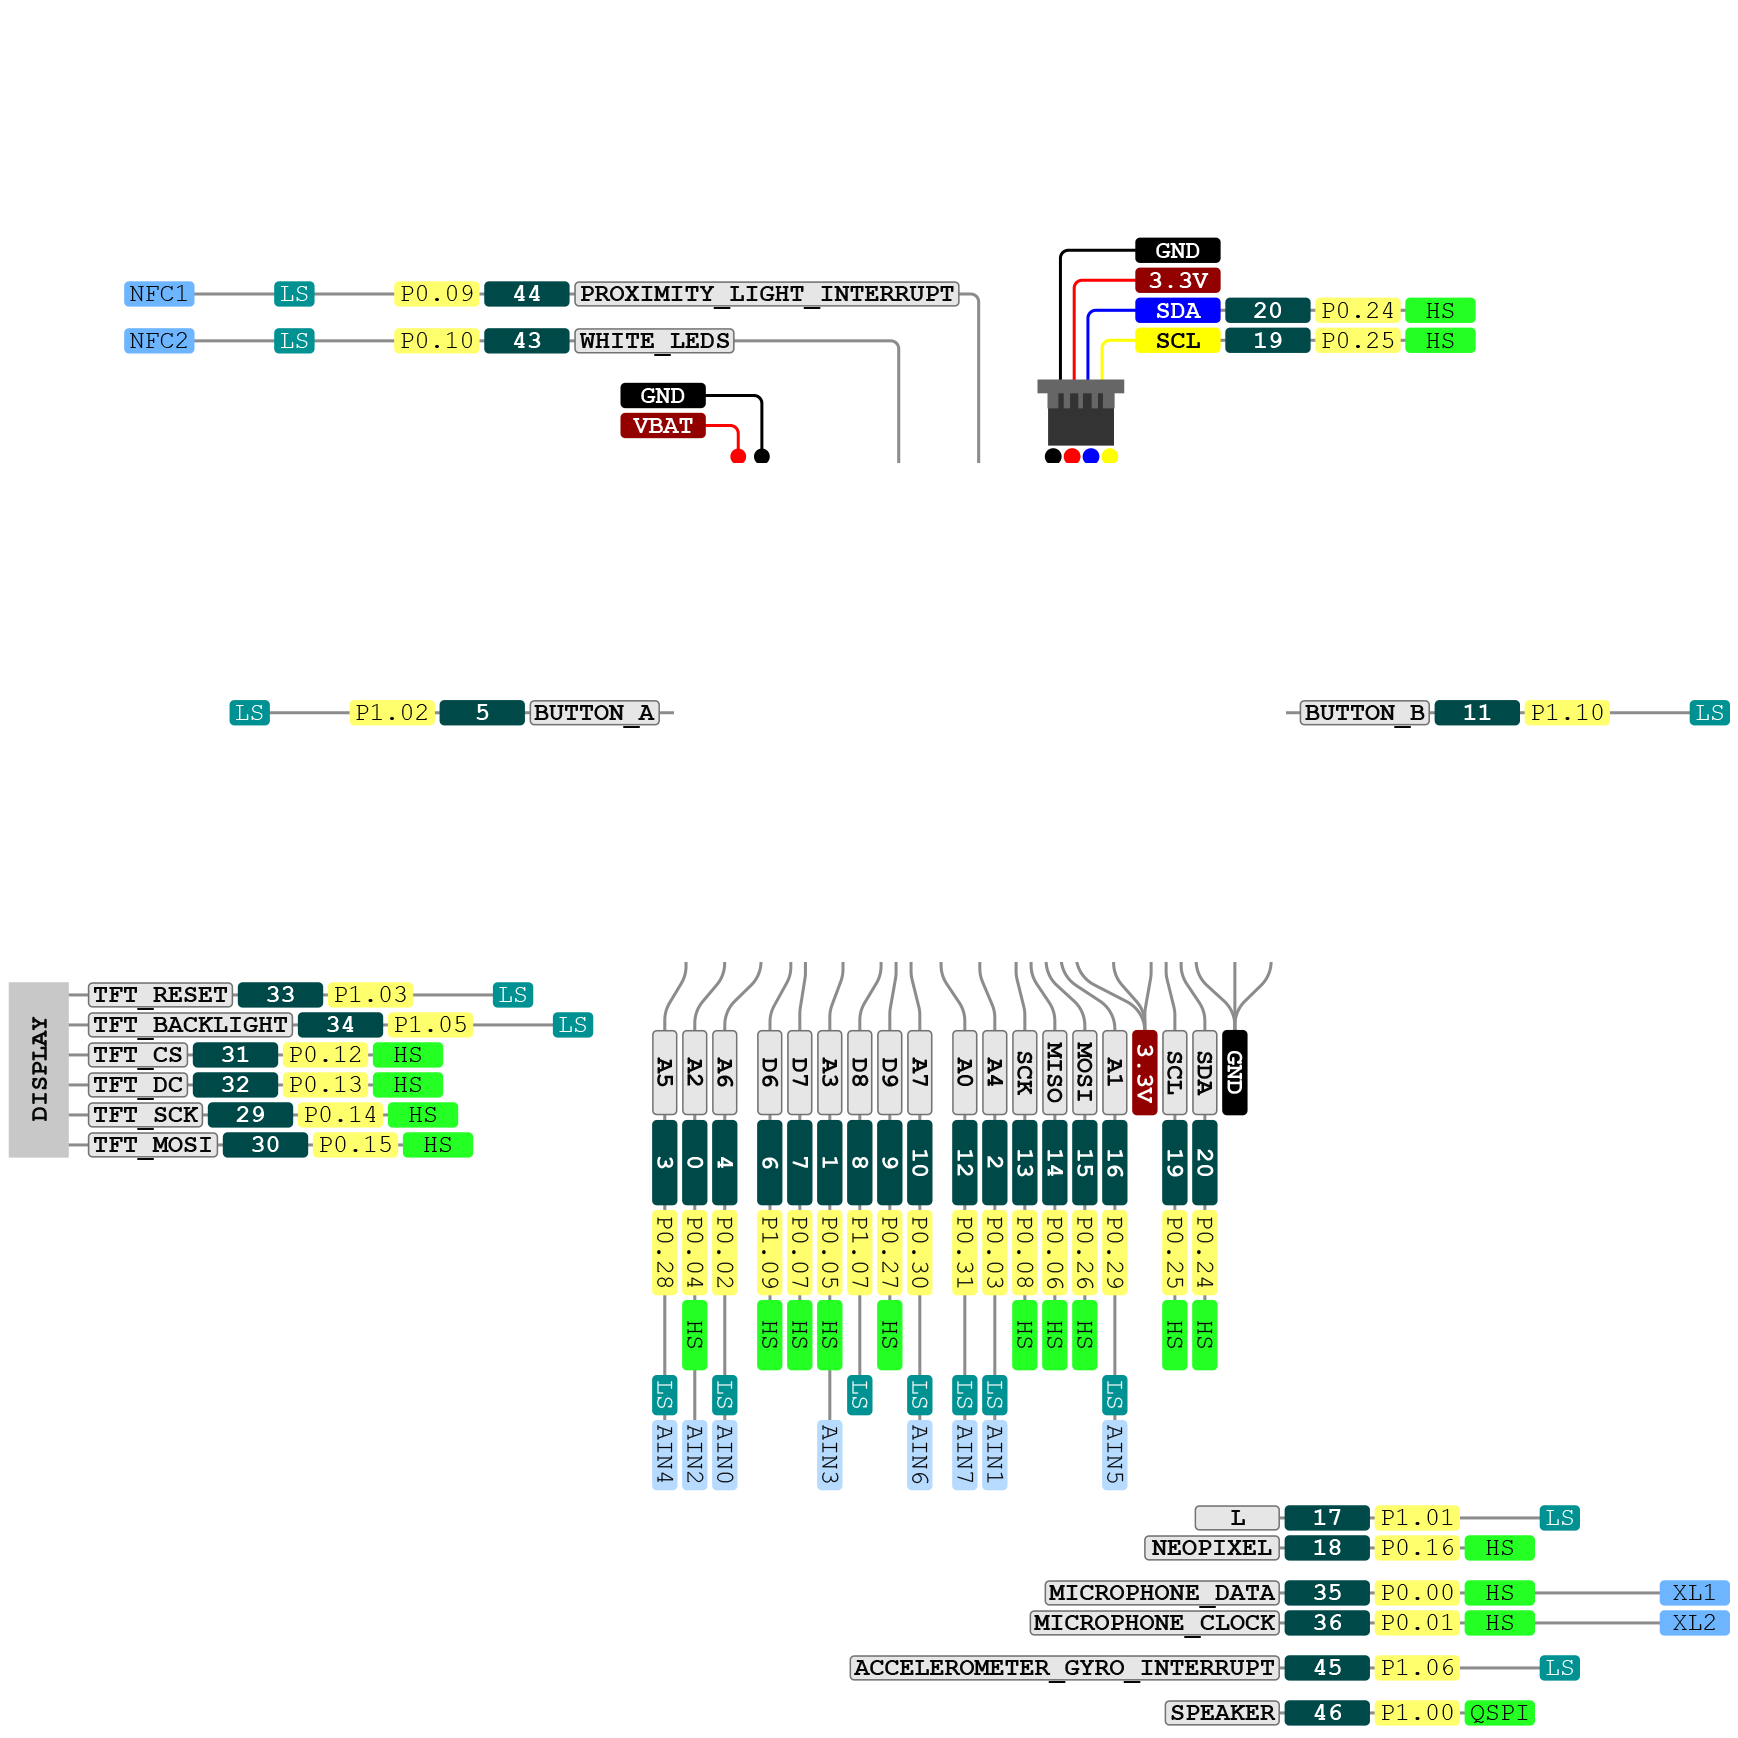 GND
3.3V
NFC1 LS P0.09 44 PROXIMITY_LIGHT_INTERRUPT
SDA 20 P0.24 HS
NFC2 LS P0.10 43 WHITE_LEDS
SCL 19 P0.25 HS
GND
VBAT
LS P1.02 5 BUTTON_A
BUTTON_B 11 P1.10 LS
DISPLAY
TFT_RESET 33 P1.03 LS
TFT_BACKLIGHT 34 P1.05 LS
TFT_CS 31 P0.12 HS
TFT_DC 32 P0.13 HS
TFT_SCK 29 P0.14 HS
TFT_MOSI 30 P0.15 HS
A5 3 P0.28 LS AIN4
A2 0 P0.04 HS AIN2
A6 4 P0.02 LS AIN0
D6 6 P1.09 HS
D7 7 P0.07 HS
A3 1 P0.05 HS AIN3
D8 8 P1.07 LS
D9 9 P0.27 HS
A7 10 P0.30 LS AIN6
A0 12 P0.31 LS AIN7
A4 2 P0.03 LS AIN1
SCK 13 P0.08 HS
MISO 14 P0.06 HS
MOSI 15 P0.26 HS
A1 16 P0.29 LS AIN5
3.3V
SCL 19 P0.25 HS
SDA 20 P0.24 HS
GND
L 17 P1.01 LS
NEOPIXEL 18 P0.16 HS
MICROPHONE_DATA 35 P0.00 HS XL1
MICROPHONE_CLOCK 36 P0.01 HS XL2
ACCELEROMETER_GYRO_INTERRUPT 45 P1.06 LS
SPEAKER 46 P1.00 QSPI